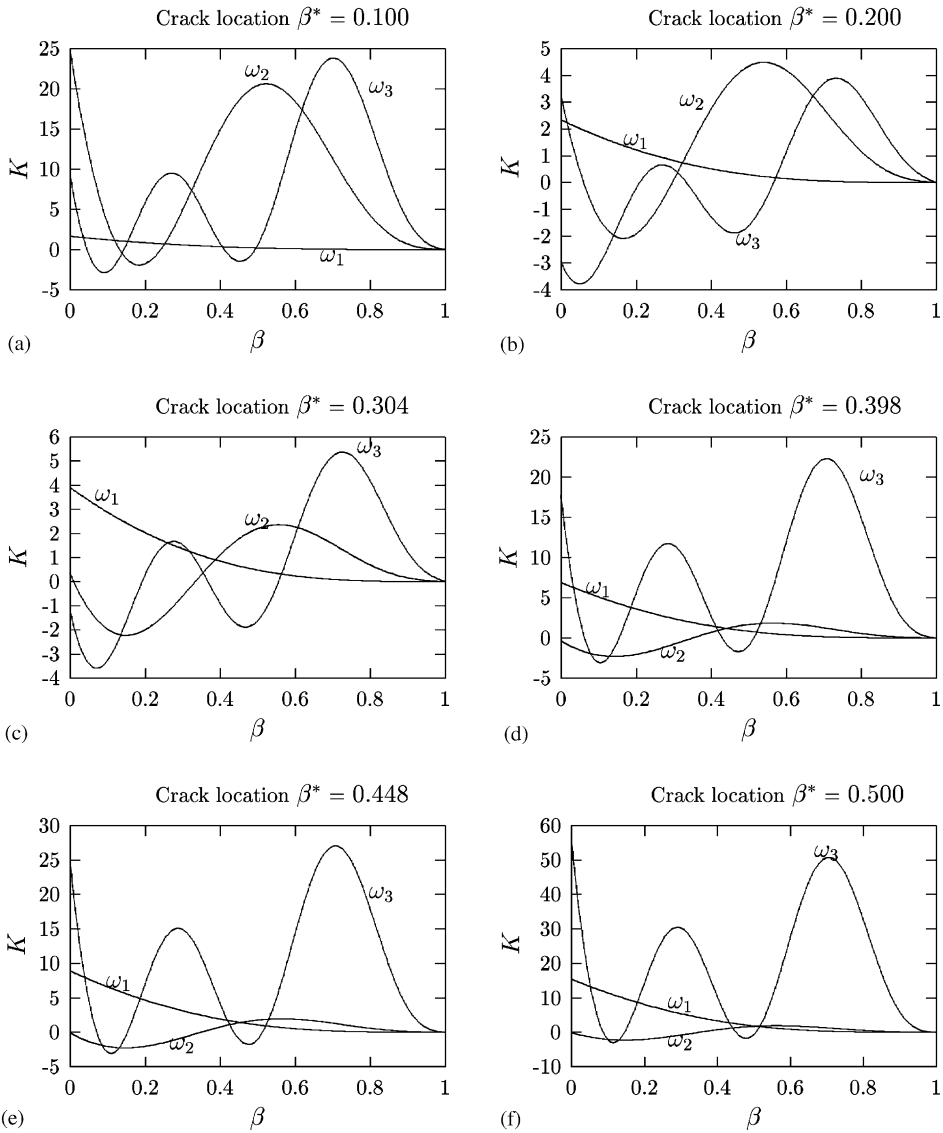 Crack location β* = 0.100
25
20
15
10
5
0
-5
K
ω2
ω3
ω1
0 0.2 0.4 0.6 0.8 1
β
(a)
Crack location β* = 0.200
5
4
3
2
1
0
-1
-2
-3
-4
K
ω2
ω1
ω3
0 0.2 0.4 0.6 0.8 1
β
(b)
Crack location β* = 0.304
6
5
4
3
2
1
0
-1
-2
-3
-4
K
ω3
ω1
ω2
0 0.2 0.4 0.6 0.8 1
β
(c)
Crack location β* = 0.398
25
20
15
10
5
0
-5
K
ω3
ω1
ω2
0 0.2 0.4 0.6 0.8 1
β
(d)
Crack location β* = 0.448
30
25
20
15
10
5
0
-5
K
ω3
ω1
ω2
0 0.2 0.4 0.6 0.8 1
β
(e)
Crack location β* = 0.500
60
50
40
30
20
10
0
-10
K
ω3
ω1
ω2
0 0.2 0.4 0.6 0.8 1
β
(f)